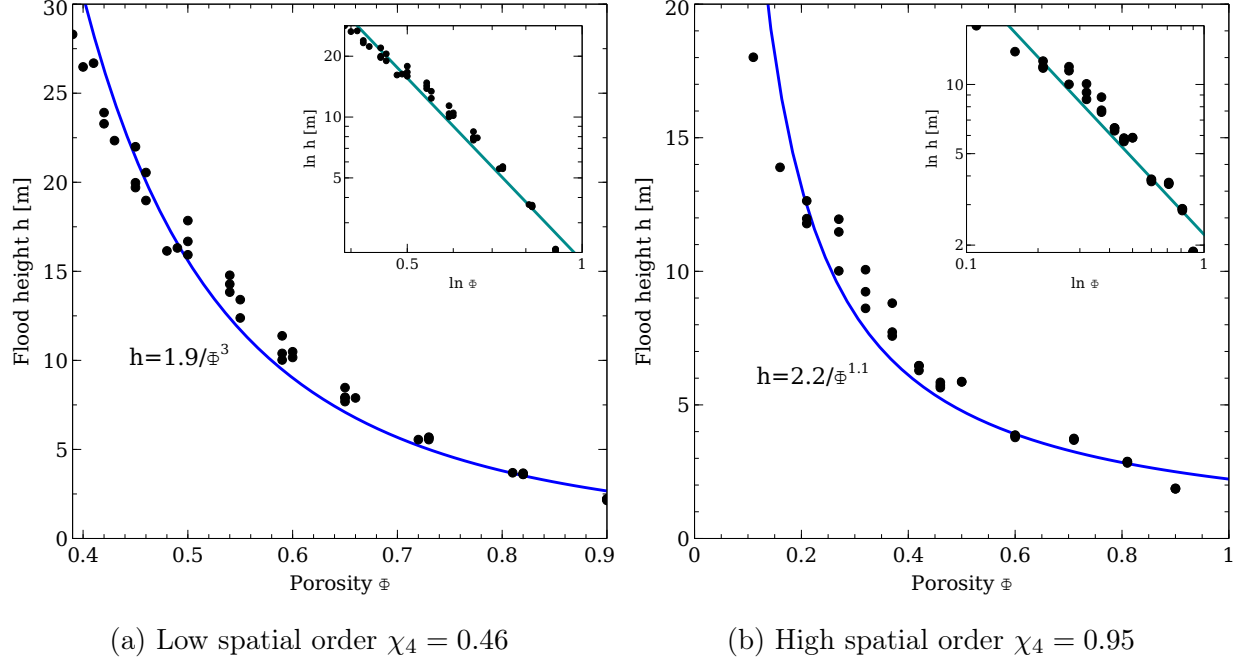 30
25
20
15
10
5
0
0.4
0.5
0.6
0.7
0.8
0.9
Flood height h [m]
Porosity Φ
h=1.9/Φ³
20
10
5
0.5
1
ln h [m]
ln Φ
20
15
10
5
0
0
0.2
0.4
0.6
0.8
1
Flood height h [m]
Porosity Φ
h=2.2/Φ¹·¹
10
5
2
0.1
1
ln h [m]
ln Φ
(a) Low spatial order χ₄ = 0.46
(b) High spatial order χ₄ = 0.95